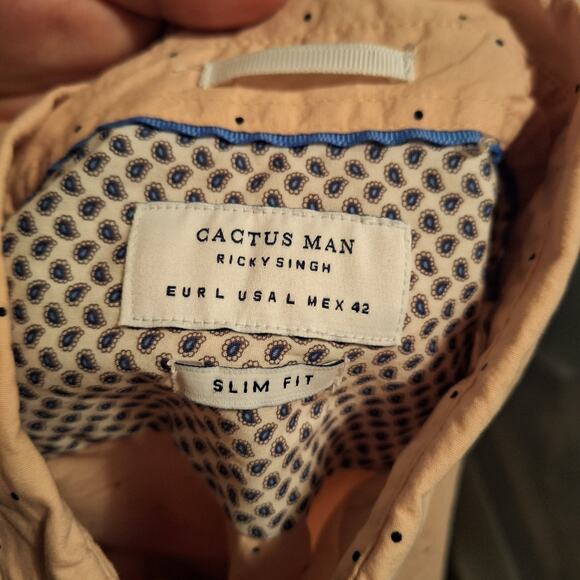 CACTUS MAN
RICKY SINGH
EUR L USA L MEX 42
SLIM FIT